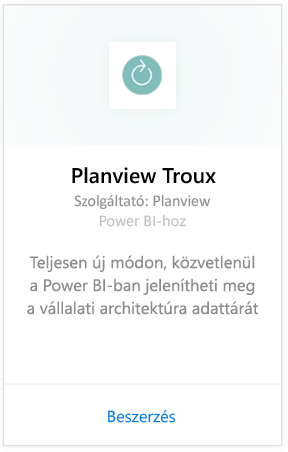 Planview Troux
Szolgáltató: Planview
Power BI-hoz
Teljesen új módon, közvetlenül
a Power BI-ban jelenítheti meg
a vállalati architektúra adattárát
Beszerzés